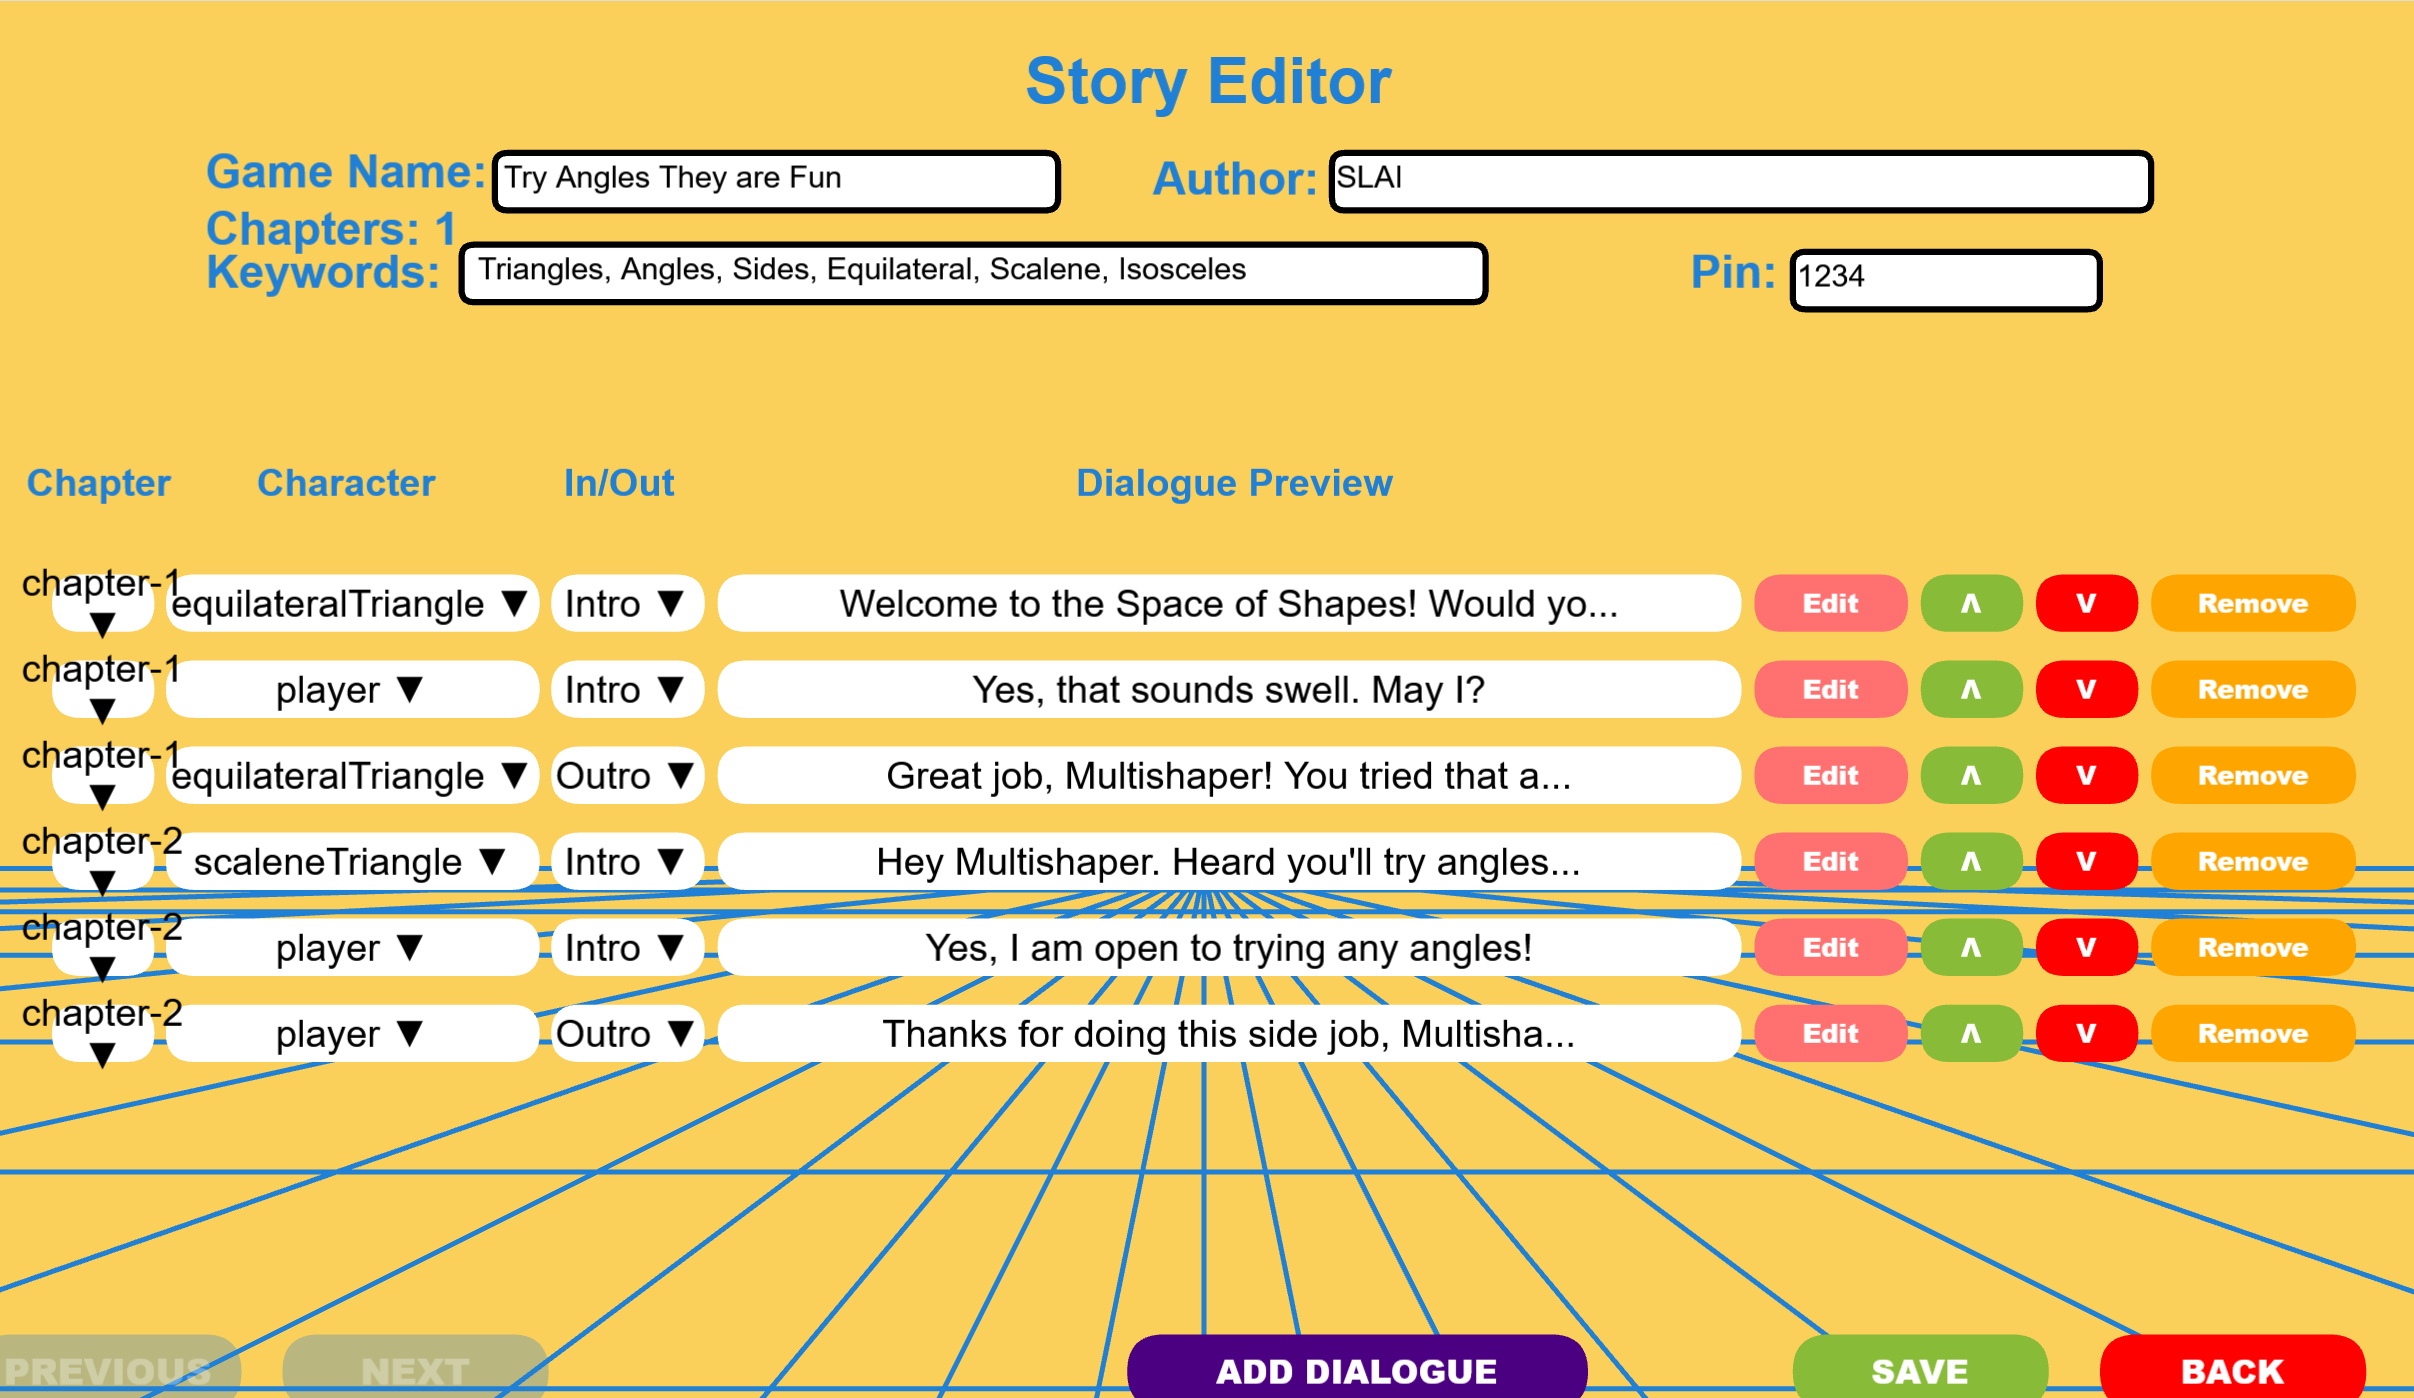 Story Editor
Game Name: Try Angles They are Fun Author: SLAI
Chapters: 1
Keywords: Triangles, Angles, Sides, Equilateral, Scalene, Isosceles Pin: 1234
Chapter Character In/Out Dialogue Preview
chapter-1 ▼ equilateralTriangle ▼ Intro ▼ Welcome to the Space of Shapes! Would yo... Edit Λ V Remove
chapter-1 ▼ player ▼ Intro ▼ Yes, that sounds swell. May I? Edit Λ V Remove
chapter-1 ▼ equilateralTriangle ▼ Outro ▼ Great job, Multishaper! You tried that a... Edit Λ V Remove
chapter-2 ▼ scaleneTriangle ▼ Intro ▼ Hey Multishaper. Heard you'll try angles... Edit Λ V Remove
chapter-2 ▼ player ▼ Intro ▼ Yes, I am open to trying any angles! Edit Λ V Remove
chapter-2 ▼ player ▼ Outro ▼ Thanks for doing this side job, Multisha... Edit Λ V Remove
PREVIOUS NEXT ADD DIALOGUE SAVE BACK